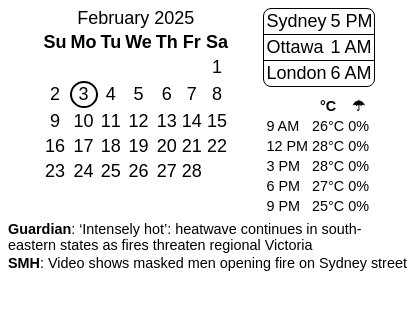 February 2025
Su Mo Tu We Th Fr Sa
1
2 3 4 5 6 7 8
9 10 11 12 13 14 15
16 17 18 19 20 21 22
23 24 25 26 27 28
Sydney 5 PM
Ottawa 1 AM
London 6 AM
°C ☂
9 AM 26°C 0%
12 PM 28°C 0%
3 PM 28°C 0%
6 PM 27°C 0%
9 PM 25°C 0%
Guardian: ‘Intensely hot’: heatwave continues in south-
eastern states as fires threaten regional Victoria
SMH: Video shows masked men opening fire on Sydney street